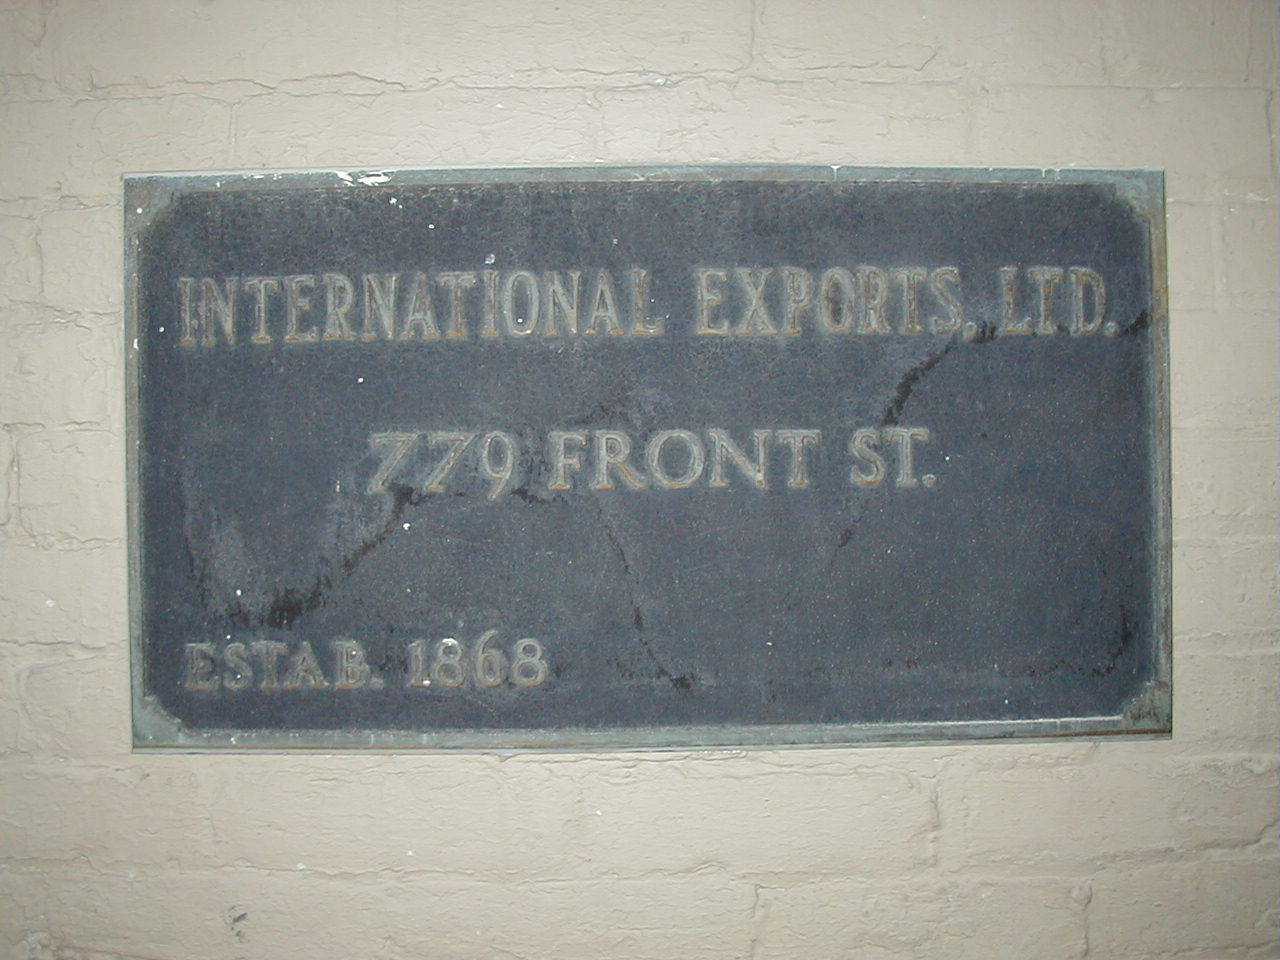 INTERNATIONAL EXPORTS, LTD.
779 FRONT ST.
ESTAB. 1868